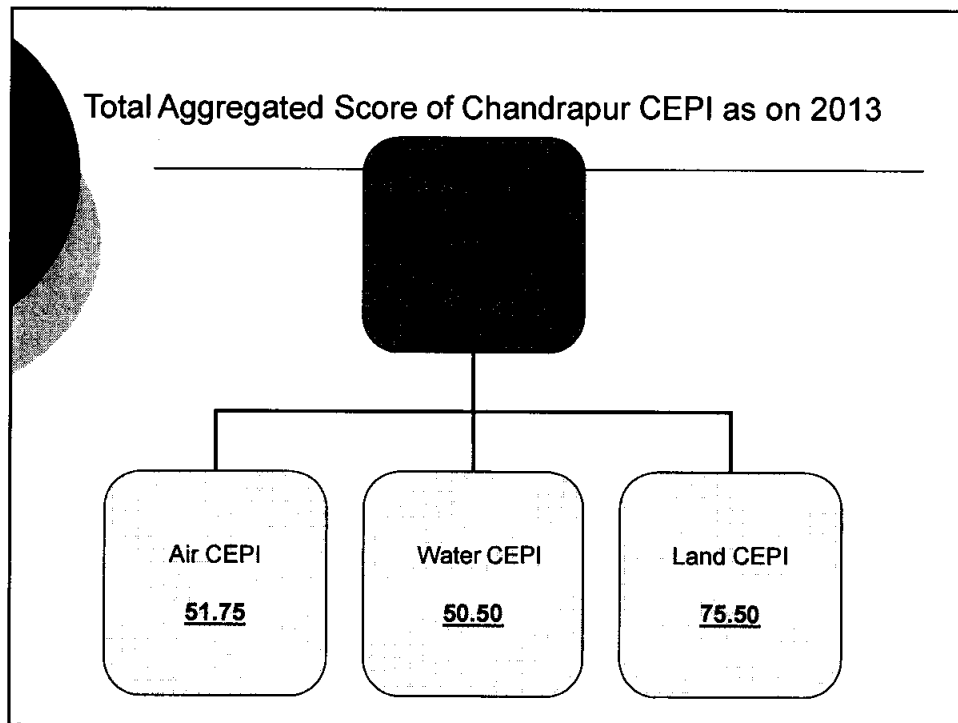 Total Aggregated Score of Chandrapur CEPI as on 2013
Air CEPI
51.75
Water CEPI
50.50
Land CEPI
75.50